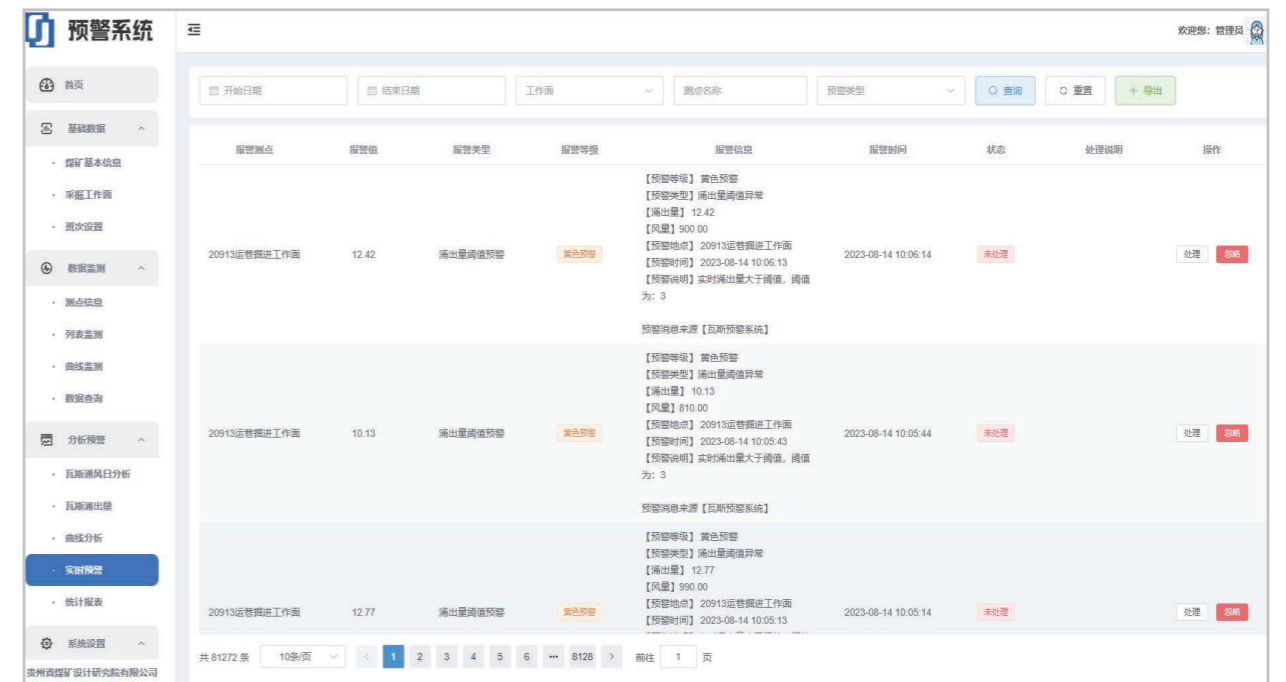 预警系统
欢迎您：管理员
首页
基础数据
· 煤矿基本信息
· 采掘工作面
· 班次设置
数据监测
· 测点信息
· 列表监测
· 曲线监测
· 数据查询
分析预警
· 瓦斯通风日分析
· 瓦斯涌出量
· 曲线分析
· 实时预警
· 统计报表
系统设置
贵州省煤矿设计研究院有限公司
开始日期 结束日期 工作面 测点名称 预警类型 查询 重置 + 导出
报警测点 报警值 报警类型 报警等级 报警信息 报警时间 状态 处理说明 操作
【预警等级】 黄色预警
【预警类型】涌出量阈值异常
【涌出量】 12.42
【风量】900.00
【预警地点】 20913运巷掘进工作面
20913运巷掘进工作面 12.42 涌出量阈值预警 黄色预警 2023-08-14 10:06:14 未处理 处理 忽略
【预警时间】 2023-08-14 10:06:13
【预警说明】实时涌出量大于阈值，阈值
为：3
预警消息来源【瓦斯预警系统】
【预警等级】 黄色预警
【预警类型】涌出量阈值异常
【涌出量】 10.13
【风量】810.00
【预警地点】 20913运巷掘进工作面
20913运巷掘进工作面 10.13 涌出量阈值预警 黄色预警 2023-08-14 10:05:44 未处理 处理 忽略
【预警时间】 2023-08-14 10:05:43
【预警说明】实时涌出量大于阈值，阈值
为：3
预警消息来源【瓦斯预警系统】
【预警等级】 黄色预警
【预警类型】涌出量阈值异常
【涌出量】 12.77
【风量】990.00
【预警地点】 20913运巷掘进工作面
20913运巷掘进工作面 12.77 涌出量阈值预警 黄色预警 2023-08-14 10:05:14 未处理 处理 忽略
【预警时间】 2023-08-14 10:05:13
共 81272 条 10条/页 < 1 2 3 4 5 6 ••• 8128 > 前往 1 页